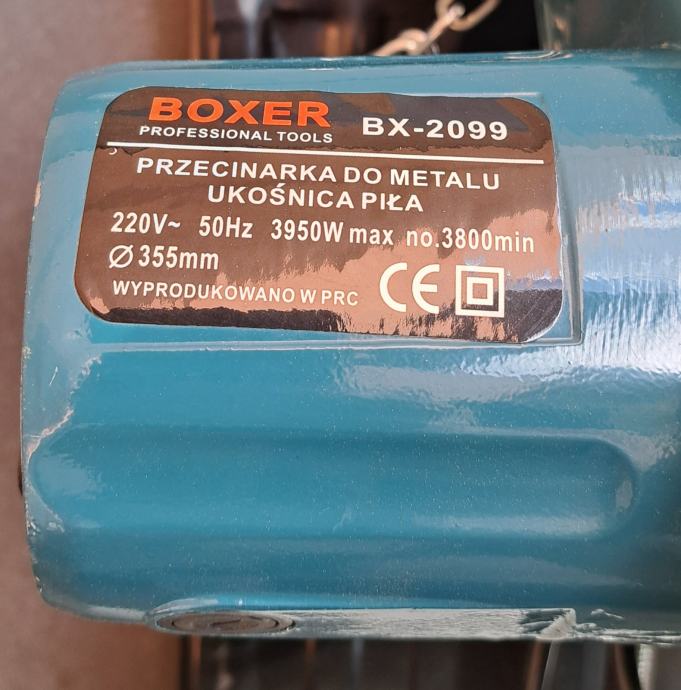 BOXER
PROFESSIONAL TOOLS BX-2099
PRZECINARKA DO METALU
UKOŚNICA PIŁA
220V~ 50Hz 3950W max no.3800min
Ø355mm
WYPRODUKOWANO W PRC CE